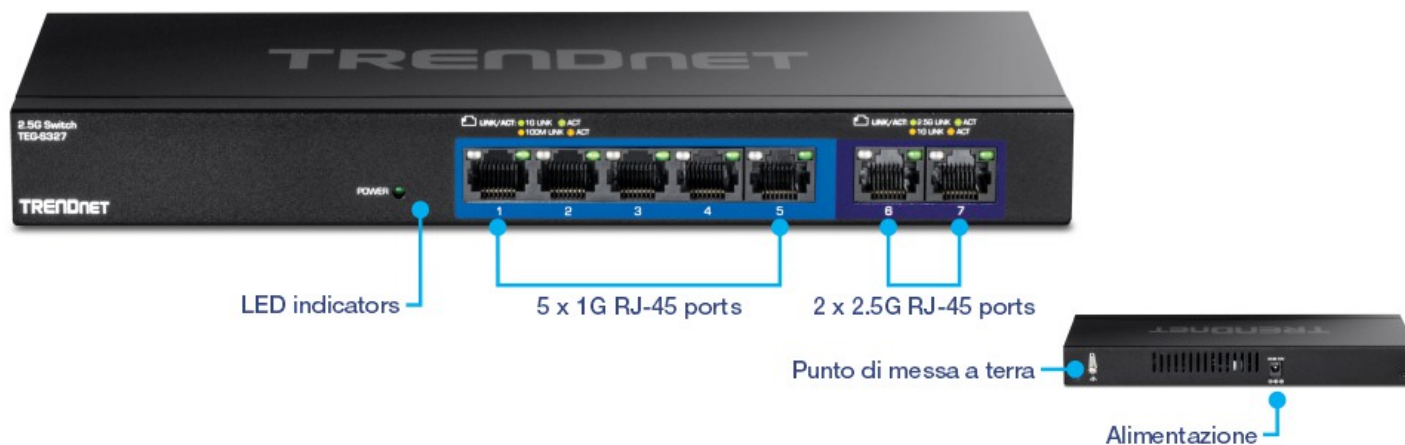 TRENDNET
2.5G Switch
TEG-S327
LINK/ACT: 1G LINK ACT
100M LINK ACT
LINK/ACT: 2.5G LINK ACT
1G LINK ACT
POWER
TRENDNET
1 2 3 4 5 6 7
LED indicators
5 x 1G RJ-45 ports
2 x 2.5G RJ-45 ports
TRENDNET
Punto di messa a terra
Alimentazione